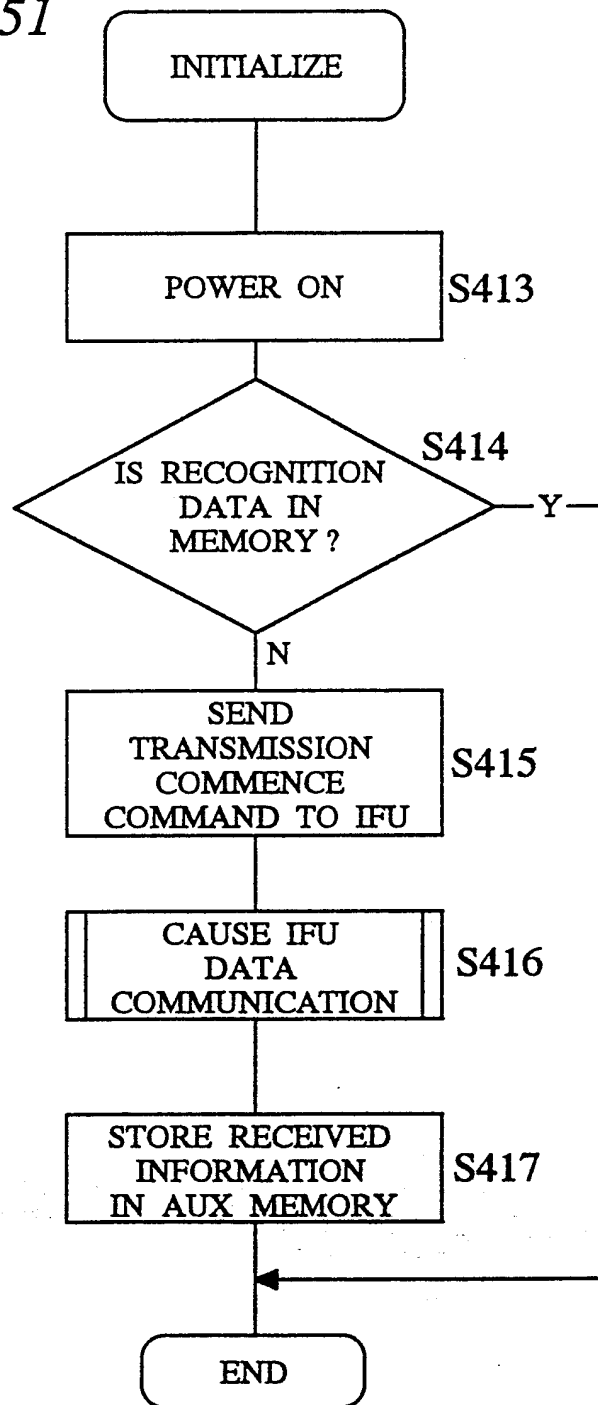 51
INITIALIZE
POWER ON
S413
S414
IS RECOGNITION
DATA IN
MEMORY ?
Y
N
SEND
TRANSMISSION
COMMENCE
COMMAND TO IFU
S415
CAUSE IFU
DATA
COMMUNICATION
S416
STORE RECEIVED
INFORMATION
IN AUX MEMORY
S417
END